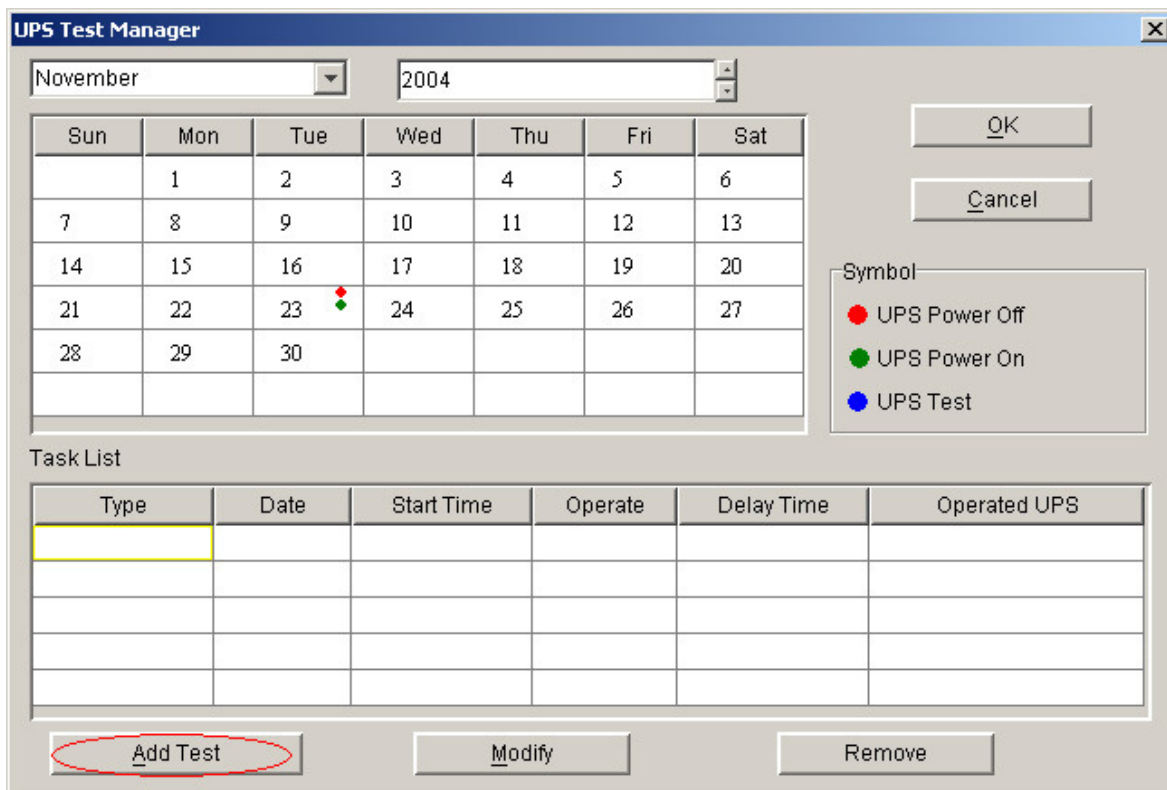 UPS Test Manager
November 2004
OK
Cancel
Sun Mon Tue Wed Thu Fri Sat
1 2 3 4 5 6
7 8 9 10 11 12 13
14 15 16 17 18 19 20
21 22 23 24 25 26 27
28 29 30
Symbol
UPS Power Off
UPS Power On
UPS Test
Task List
Type Date Start Time Operate Delay Time Operated UPS
Add Test Modify Remove